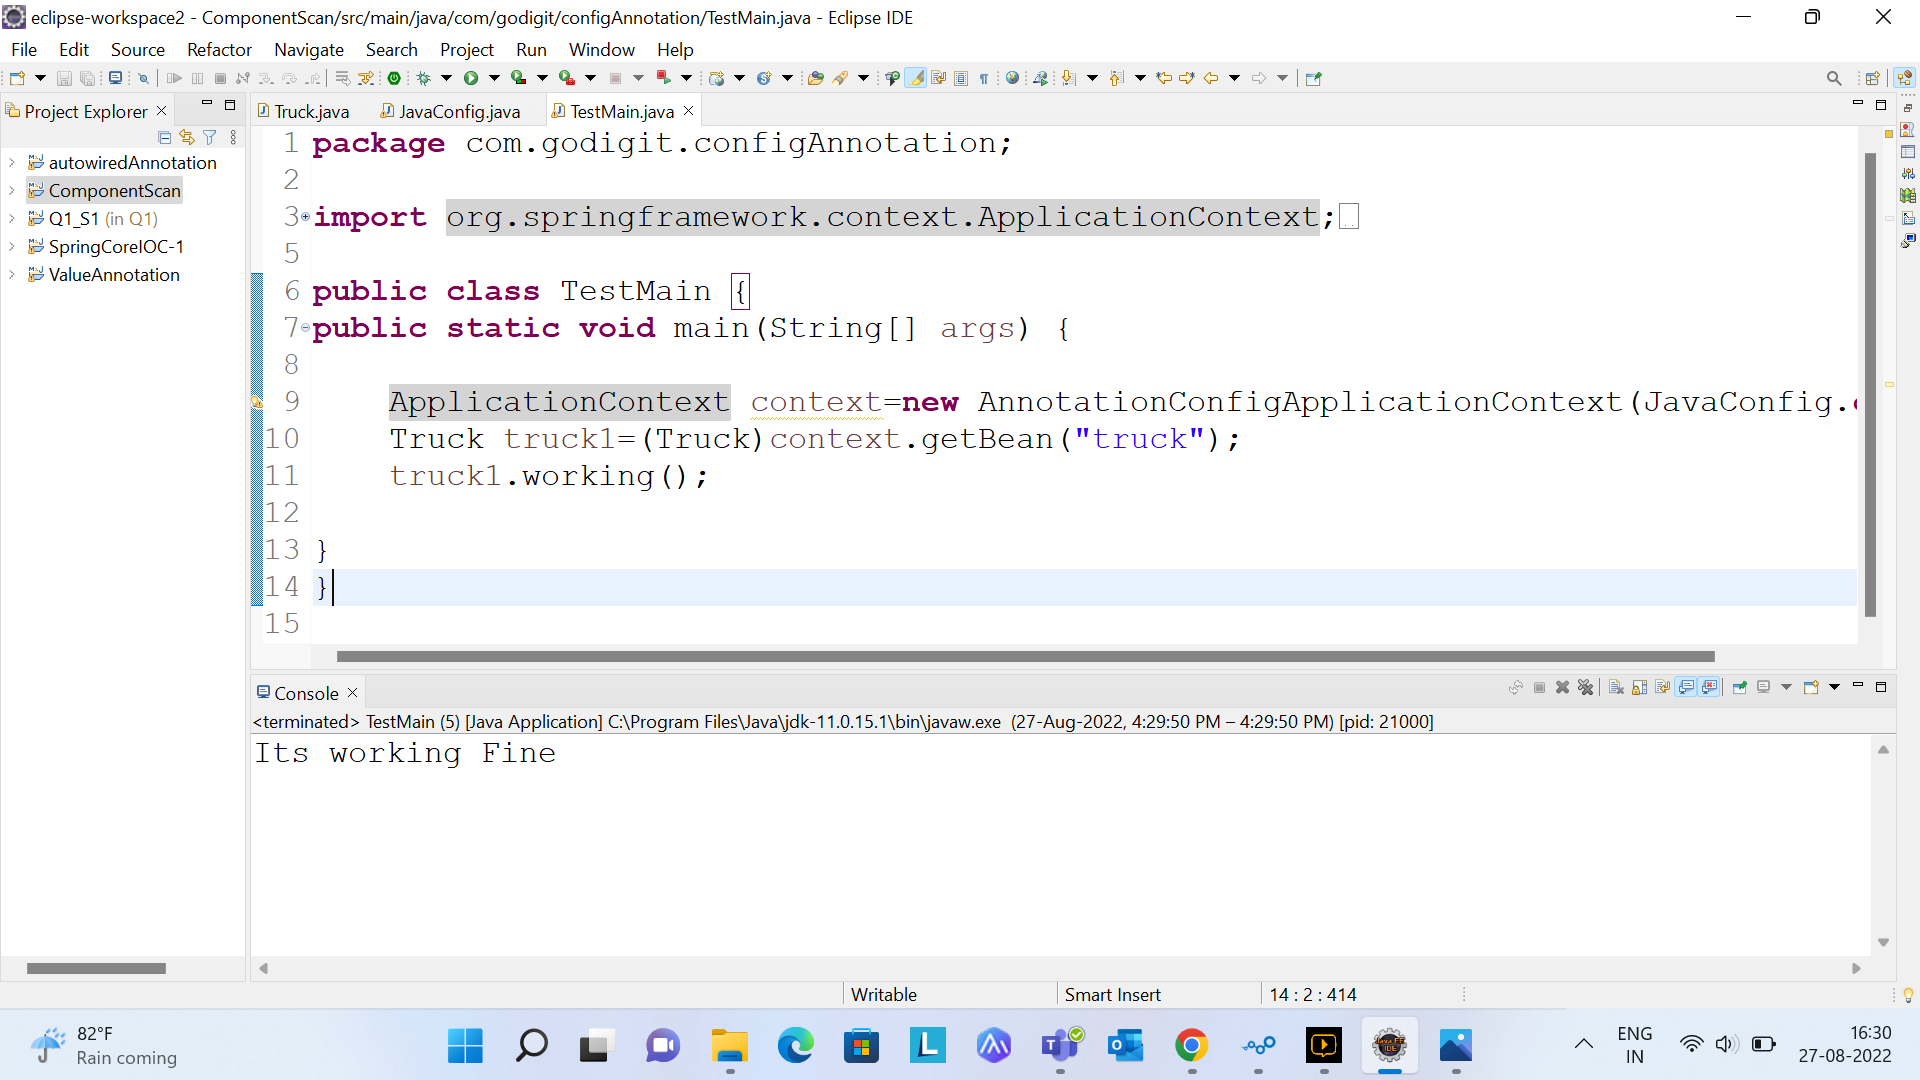 eclipse-workspace2 - ComponentScan/src/main/java/com/godigit/configAnnotation/TestMain.java - Eclipse IDE
File Edit Source Refactor Navigate Search Project Run Window Help
Project Explorer
autowiredAnnotation
ComponentScan
Q1_S1 (in Q1)
SpringCoreIOC-1
ValueAnnotation
Truck.java JavaConfig.java TestMain.java
1 package com.godigit.configAnnotation;
2
3 import org.springframework.context.ApplicationContext;
5
6 public class TestMain {
7 public static void main(String[] args) {
8
9 ApplicationContext context=new AnnotationConfigApplicationContext(JavaConfig.
10 Truck truck1=(Truck)context.getBean("truck");
11 truck1.working();
12
13 }
14 }
15
Console
<terminated> TestMain (5) [Java Application] C:\Program Files\Java\jdk-11.0.15.1\bin\javaw.exe (27-Aug-2022, 4:29:50 PM – 4:29:50 PM) [pid: 21000]
Its working Fine
Writable Smart Insert 14 : 2 : 414
82°F
Rain coming
ENG
IN
16:30
27-08-2022